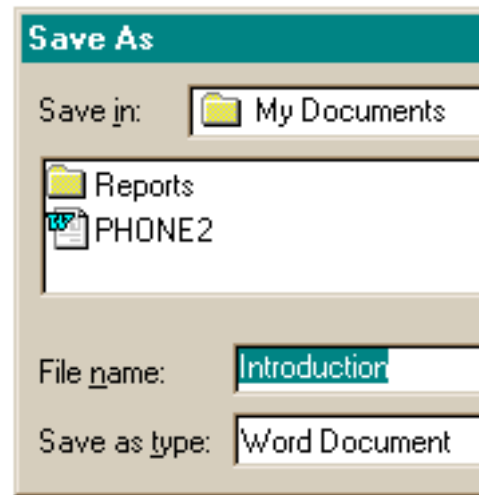 Save As
Save in: My Documents
Reports
PHONE2
File name: Introduction
Save as type: Word Document